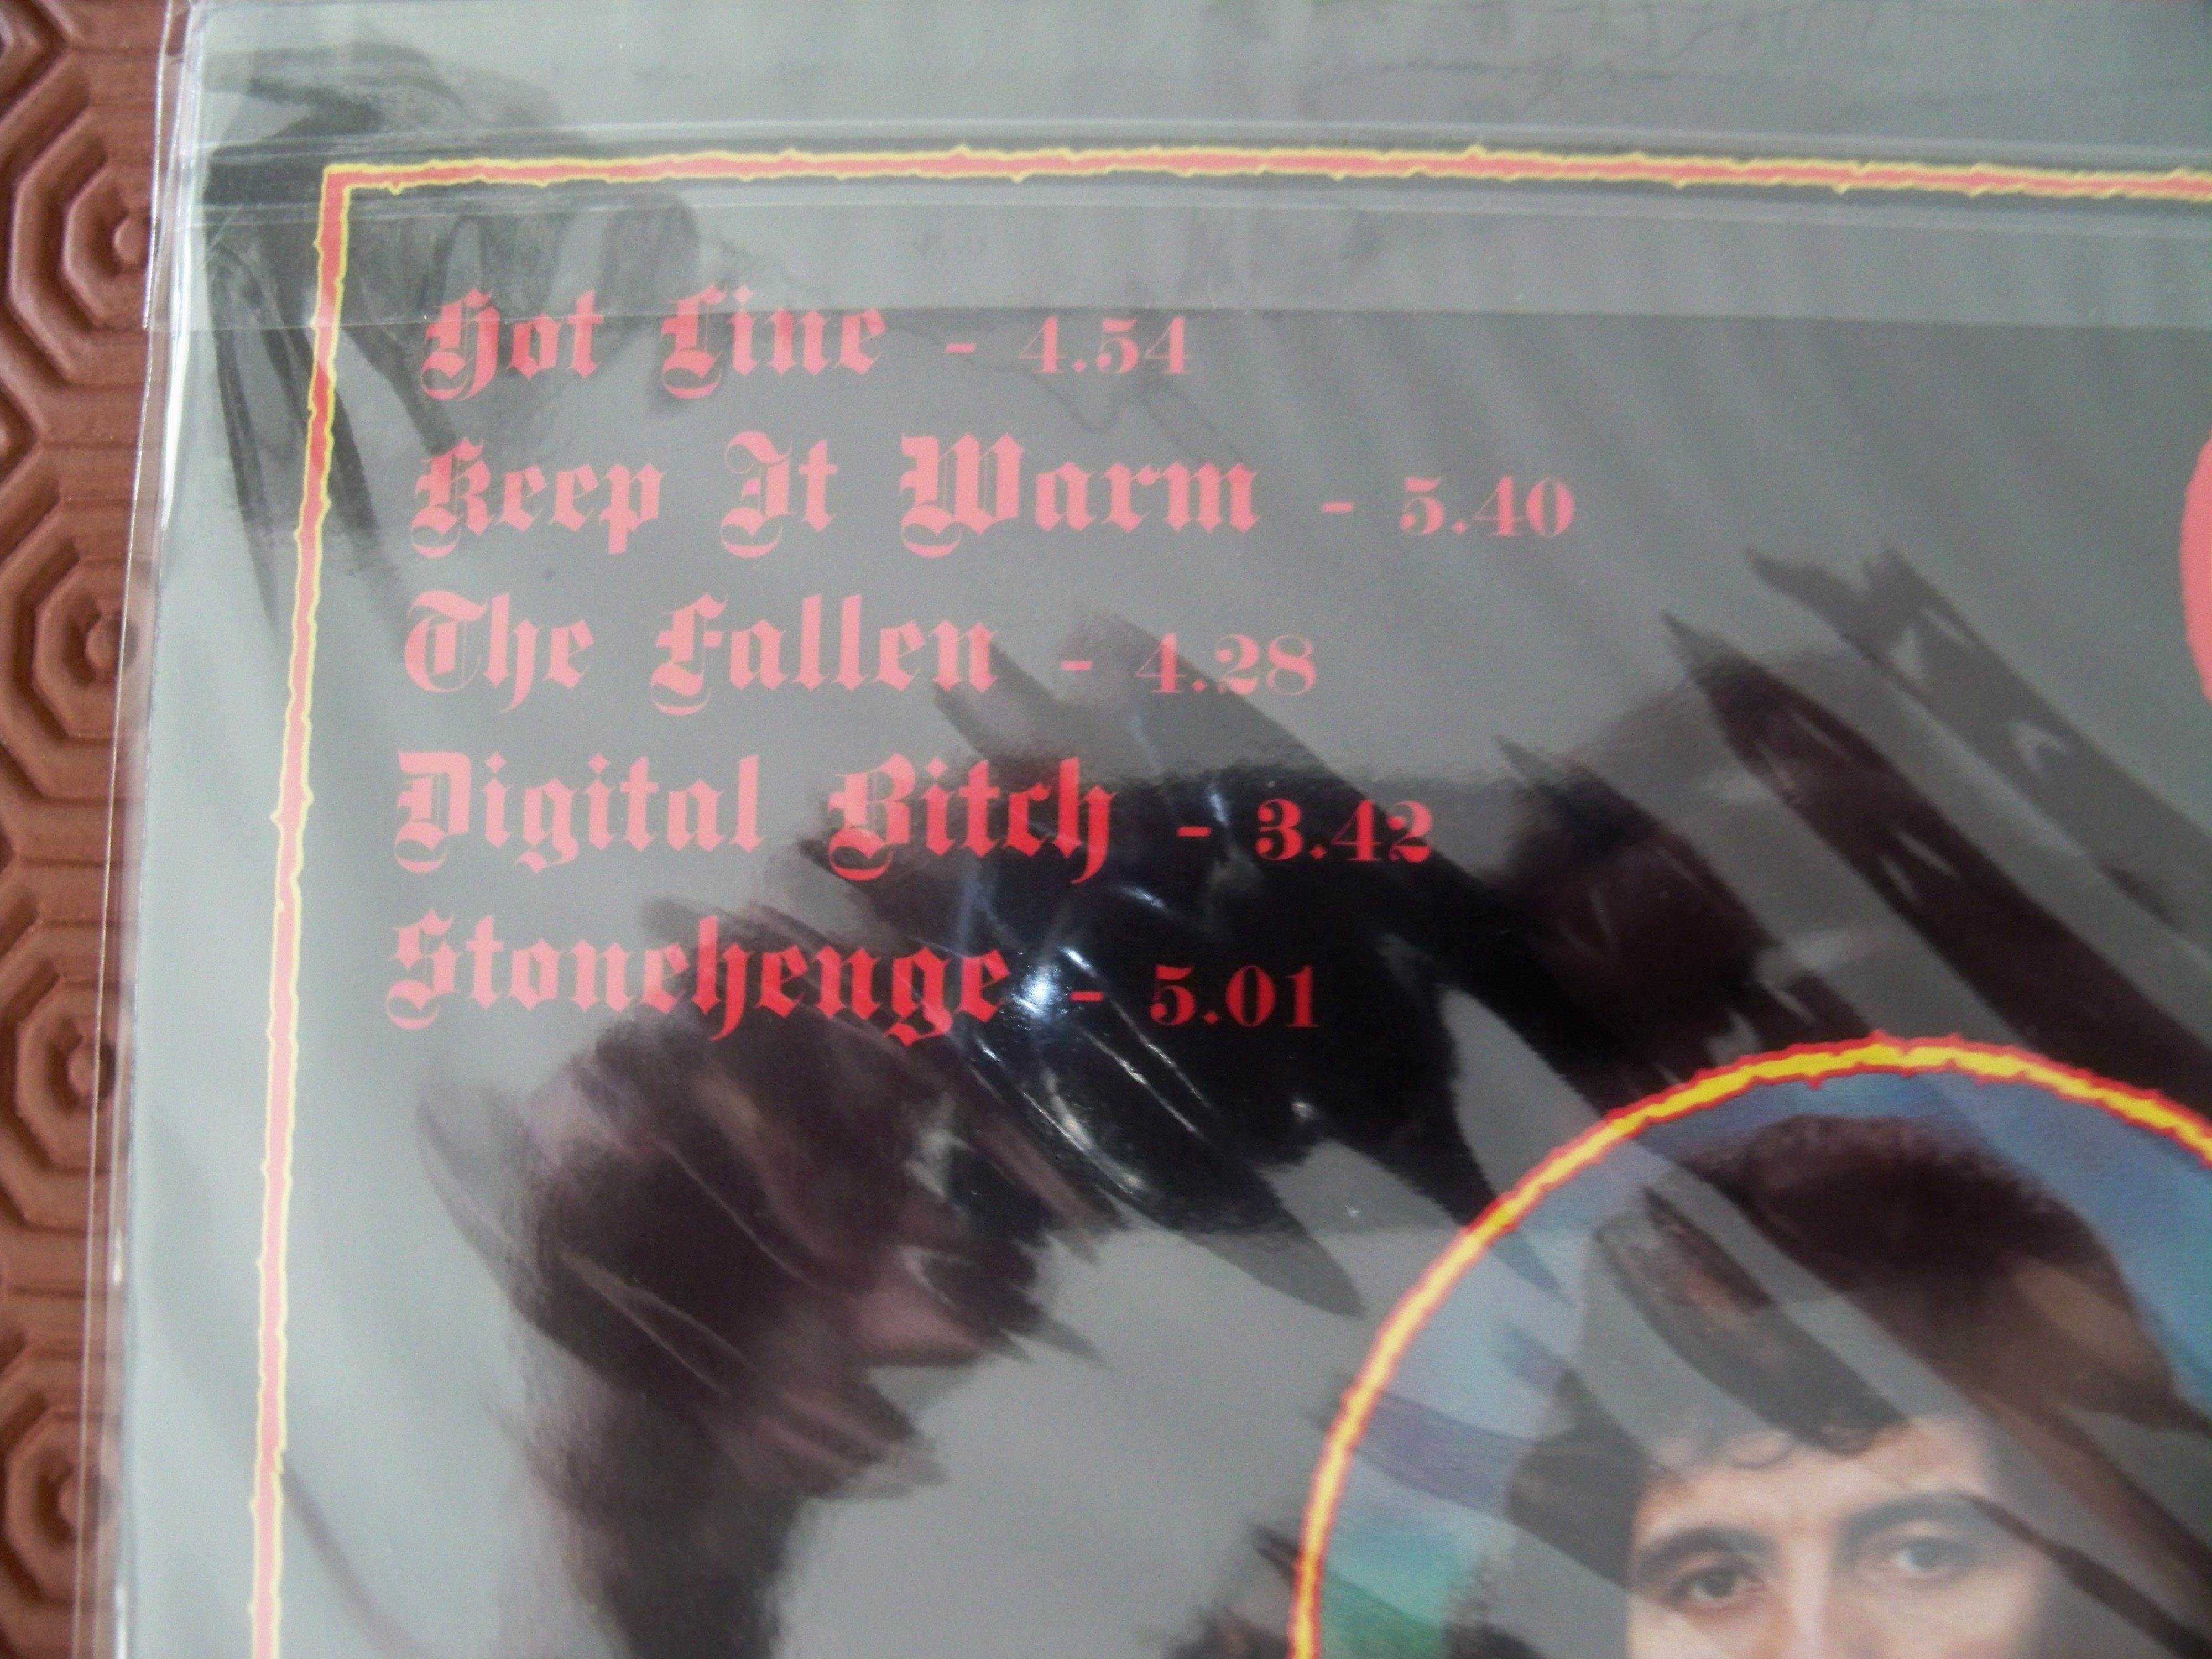 Hot Line - 4.54
Keep It Warm - 5.40
The Fallen - 4.28
Digital Bitch - 3.42
Stonehenge - 5.01